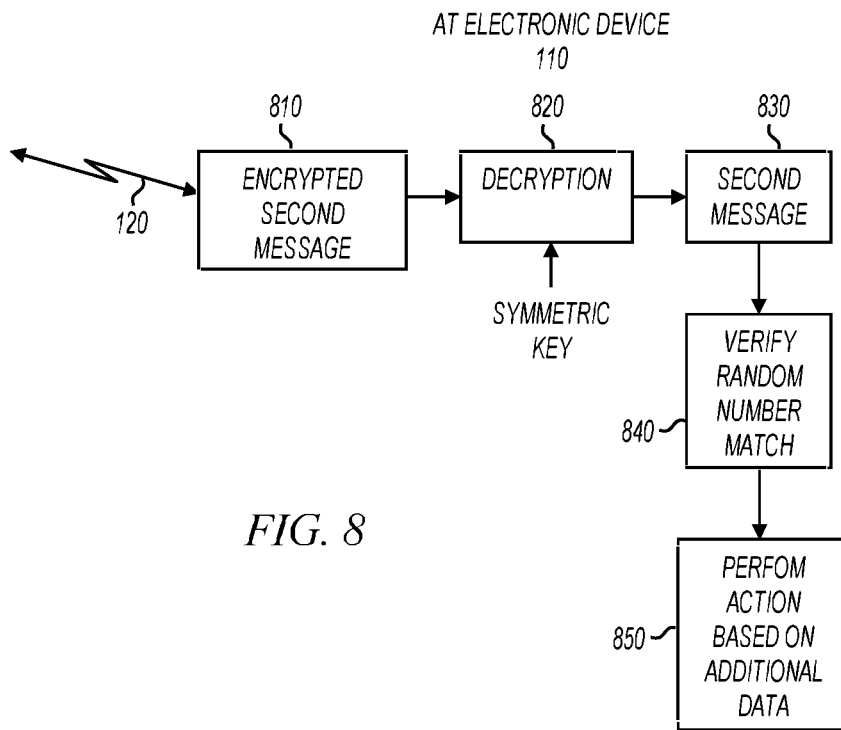 AT ELECTRONIC DEVICE
110
810
820
830
120
ENCRYPTED
SECOND
MESSAGE
DECRYPTION
SECOND
MESSAGE
SYMMETRIC
KEY
VERIFY
RANDOM
NUMBER
MATCH
840
FIG. 8
PERFOM
ACTION
BASED ON
ADDITIONAL
DATA
850